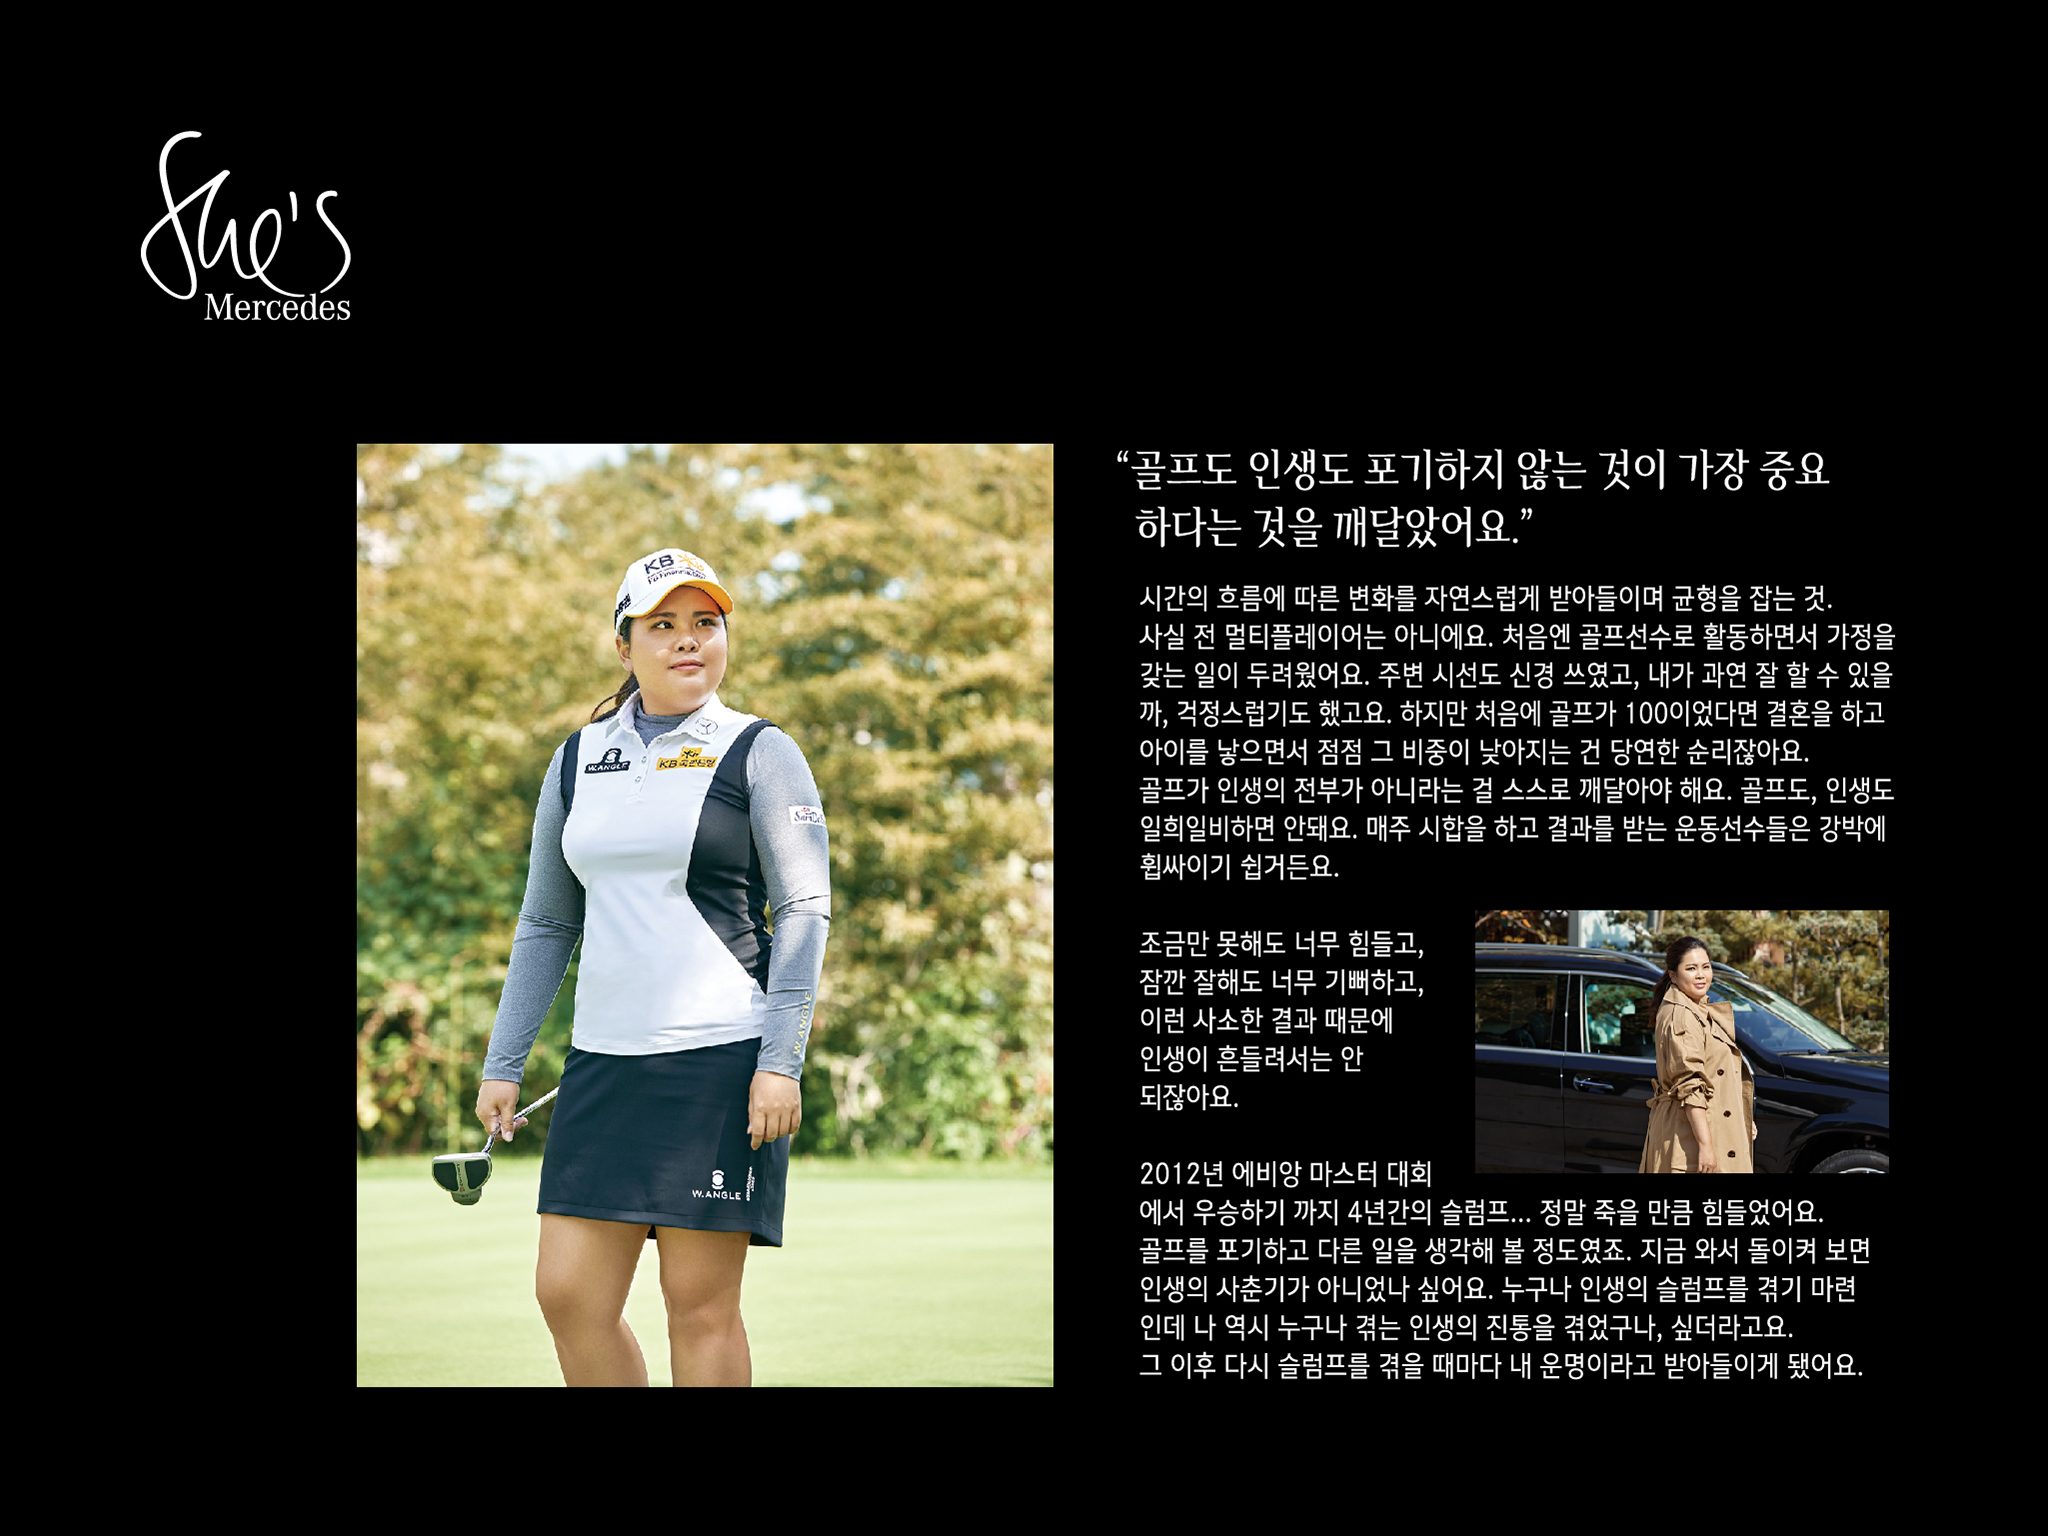 She's
Mercedes
“골프도 인생도 포기하지 않는 것이 가장 중요
하다는 것을 깨달았어요.”
시간의 흐름에 따른 변화를 자연스럽게 받아들이며 균형을 잡는 것.
사실 전 멀티플레이어는 아니에요. 처음엔 골프선수로 활동하면서 가정을
갖는 일이 두려웠어요. 주변 시선도 신경 쓰였고, 내가 과연 잘 할 수 있을
까, 걱정스럽기도 했고요. 하지만 처음에 골프가 100이었다면 결혼을 하고
아이를 낳으면서 점점 그 비중이 낮아지는 건 당연한 순리잖아요.
골프가 인생의 전부가 아니라는 걸 스스로 깨달아야 해요. 골프도, 인생도
일희일비하면 안돼요. 매주 시합을 하고 결과를 받는 운동선수들은 강박에
휩싸이기 쉽거든요.
조금만 못해도 너무 힘들고,
잠깐 잘해도 너무 기뻐하고,
이런 사소한 결과 때문에
인생이 흔들려서는 안
되잖아요.
2012년 에비앙 마스터 대회
에서 우승하기 까지 4년간의 슬럼프... 정말 죽을 만큼 힘들었어요.
골프를 포기하고 다른 일을 생각해 볼 정도였죠. 지금 와서 돌이켜 보면
인생의 사춘기가 아니었나 싶어요. 누구나 인생의 슬럼프를 겪기 마련
인데 나 역시 누구나 겪는 인생의 진통을 겪었구나, 싶더라고요.
그 이후 다시 슬럼프를 겪을 때마다 내 운명이라고 받아들이게 됐어요.
KB
W.ANGLE
KB 국민은행
W.ANGLE
W.ANGLE